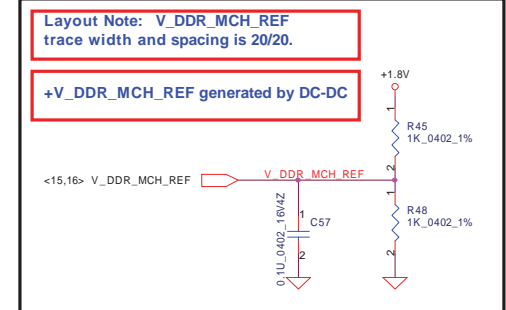 Layout Note: V_DDR_MCH_REF
trace width and spacing is 20/20.
+V_DDR_MCH_REF generated by DC-DC
+1.8V
1
R45
1K_0402_1%
2
<15,16> V_DDR_MCH_REF
V_DDR_MCH_REF
1
R48
1K_0402_1%
2
1
C57
0.1U_0402_16V4Z
2